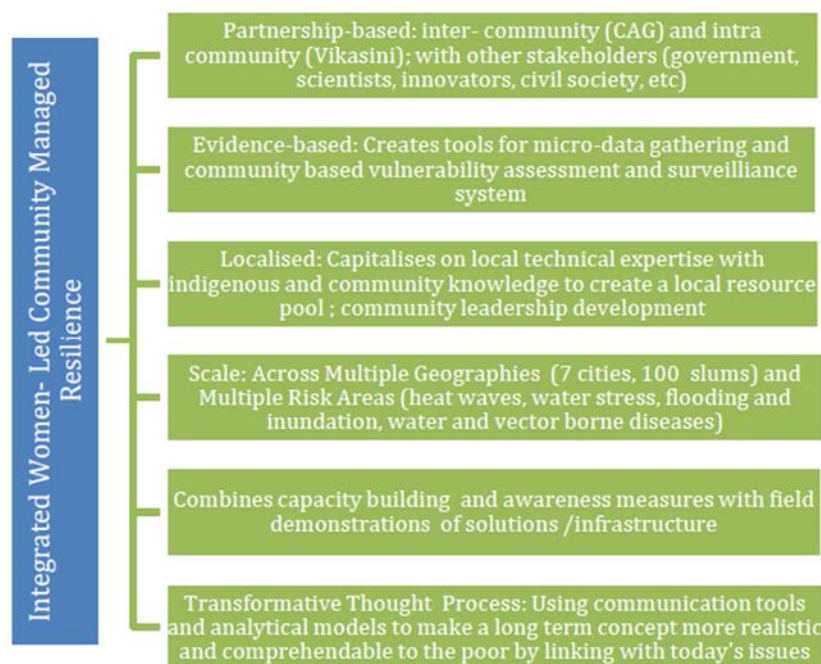 Integrated Women- Led Community Managed
Resilience
Partnership-based: inter- community (CAG) and intra
community (Vikasini); with other stakeholders (government,
scientists, innovators, civil society, etc)
Evidence-based: Creates tools for micro-data gathering and
community based vulnerability assessment and surveilliance
system
Localised: Capitalises on local technical expertise with
indigenous and community knowledge to create a local resource
pool ; community leadership development
Scale: Across Multiple Geographies (7 cities, 100 slums) and
Multiple Risk Areas (heat waves, water stress, flooding and
inundation, water and vector borne diseases)
Combines capacity building and awareness measures with field
demonstrations of solutions /infrastructure
Transformative Thought Process: Using communication tools
and analytical models to make a long term concept more realistic
and comprehendable to the poor by linking with today's issues